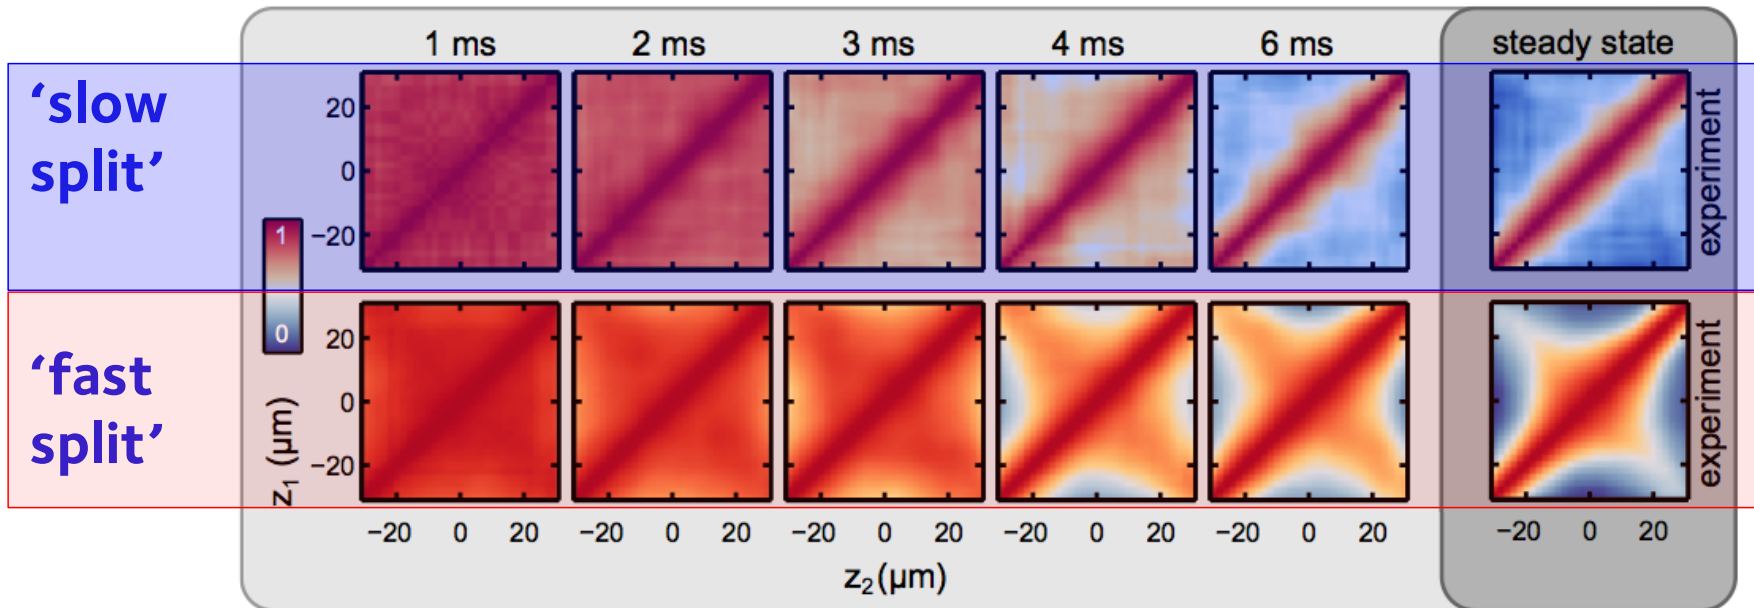 1 ms 2 ms 3 ms 4 ms 6 ms steady state
‘slow
split’
20
0
−20
experiment
1
0
‘fast
split’
20
0
−20
z₁ (µm)
experiment
−20 0 20 −20 0 20 −20 0 20 −20 0 20 −20 0 20 −20 0 20
z₂(µm)